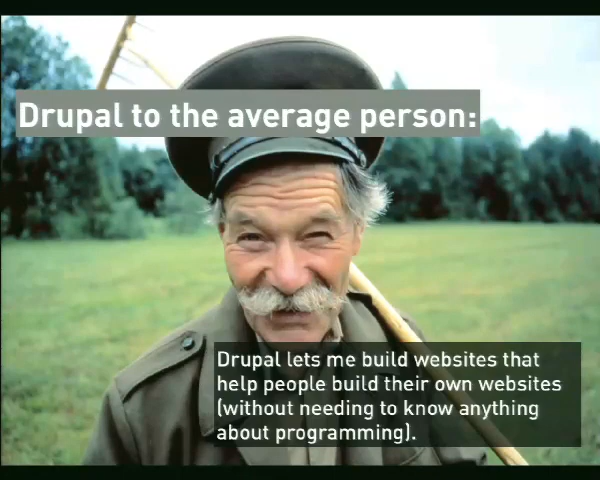 Drupal to the average person:
Drupal lets me build websites that
help people build their own websites
(without needing to know anything
about programming).